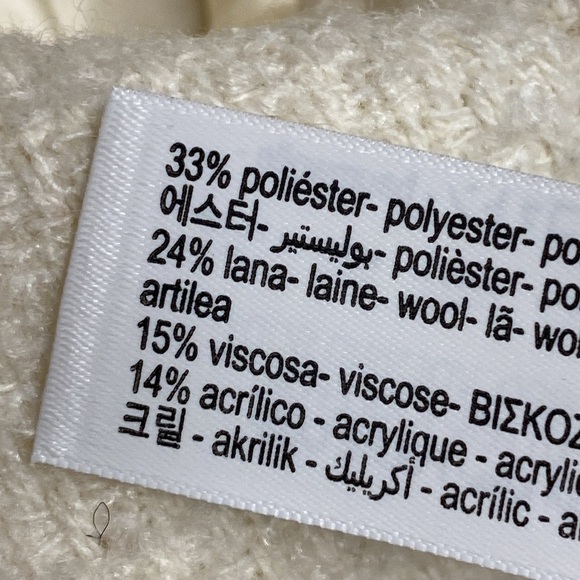 33% poliéster- polyester- po
에스터- بوليستير- polièster- po
24% lana- laine- wool- lã- wo
artilea
15% viscosa- viscose- ΒΙΣΚΟΖ
14% acrílico - acrylique - acrylic
크릴 - akrilik - أكريليك - acrílic - a